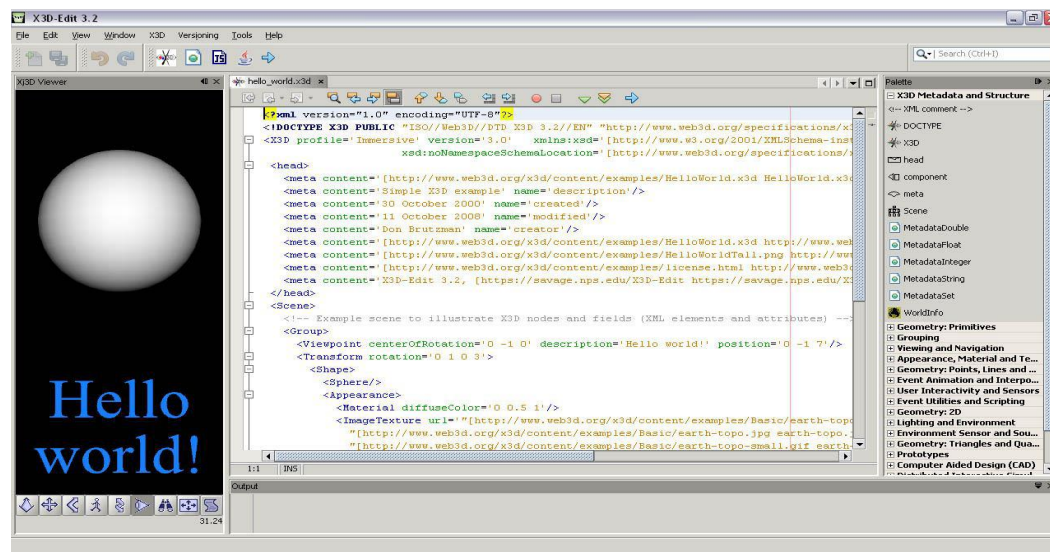 X3D-Edit 3.2
File Edit View Window X3D Versioning Tools Help
Search (Ctrl+I)
Xj3D Viewer
hello_world.x3d
Palette
<?xml version="1.0" encoding="UTF-8"?>
<!DOCTYPE X3D PUBLIC "ISO//Web3D//DTD X3D 3.2//EN" "http://www.web3d.org/specifications/x
<X3D profile='Immersive' version='3.0' xmlns:xsd='[http://www.w3.org/2001/XMLSchema-inst
xsd:noNamespaceSchemaLocation='[http://www.web3d.org/specifications/
<head>
<meta content='[http://www.web3d.org/x3d/content/examples/HelloWorld.x3d HelloWorld.x3d
<meta content='Simple X3D example' name='description'/>
<meta content='30 October 2000' name='created'/>
<meta content='11 October 2008' name='modified'/>
<meta content='Don Brutzman' name='creator'/>
<meta content='[http://www.web3d.org/x3d/content/examples/HelloWorld.x3d http://www.web
<meta content='[http://www.web3d.org/x3d/content/examples/HelloWorldTall.png http://www
<meta content='[http://www.web3d.org/x3d/content/examples/license.html http://www.web3d
<meta content='X3D-Edit 3.2, [https://savage.nps.edu/X3D-Edit https://savage.nps.edu/X3
</head>
<Scene>
<!-- Example scene to illustrate X3D nodes and fields (XML elements and attributes) -->
<Group>
<Viewpoint centerOfRotation='0 -1 0' description='Hello world!' position='0 -1 7'/>
<Transform rotation='0 1 0 3'>
<Shape>
<Sphere/>
<Appearance>
<Material diffuseColor='0 0.5 1'/>
<ImageTexture url='"[http://www.web3d.org/x3d/content/examples/Basic/earth-topo
"[http://www.web3d.org/x3d/content/examples/Basic/earth-topo.jpg earth-topo.j
"[http://www.web3d.org/x3d/content/examples/Basic/earth-topo-small.gif earth-
1:1 INS
Output
X3D Metadata and Structure
<!-- XML comment -->
DOCTYPE
X3D
head
component
meta
Scene
MetadataDouble
MetadataFloat
MetadataInteger
MetadataString
MetadataSet
WorldInfo
Geometry: Primitives
Grouping
Viewing and Navigation
Appearance, Material and Te...
Geometry: Points, Lines and ...
Event Animation and Interpo...
User Interactivity and Sensors
Event Utilities and Scripting
Geometry: 2D
Lighting and Environment
Environment Sensor and Sou...
Geometry: Triangles and Qua...
Prototypes
Computer Aided Design (CAD)
Hello
world!
31.24